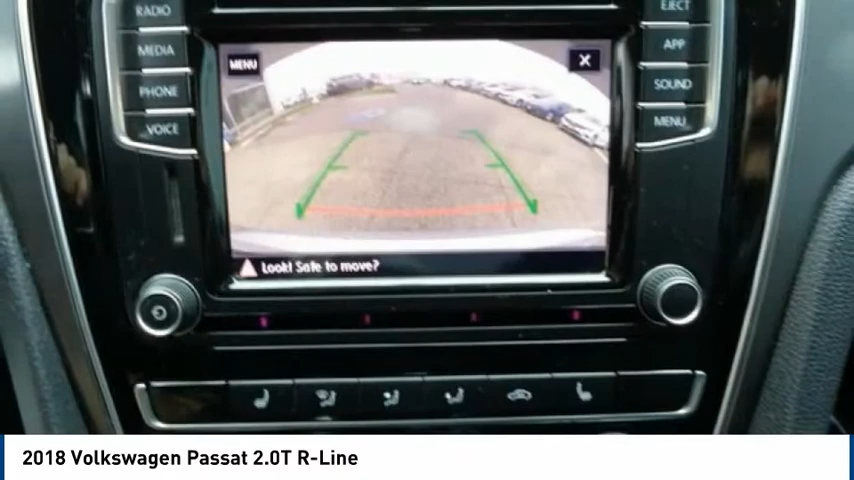 RADIO
MEDIA
PHONE
VOICE
EJECT
APP
SOUND
MENU
MENU
X
Look! Safe to move?
2018 Volkswagen Passat 2.0T R-Line